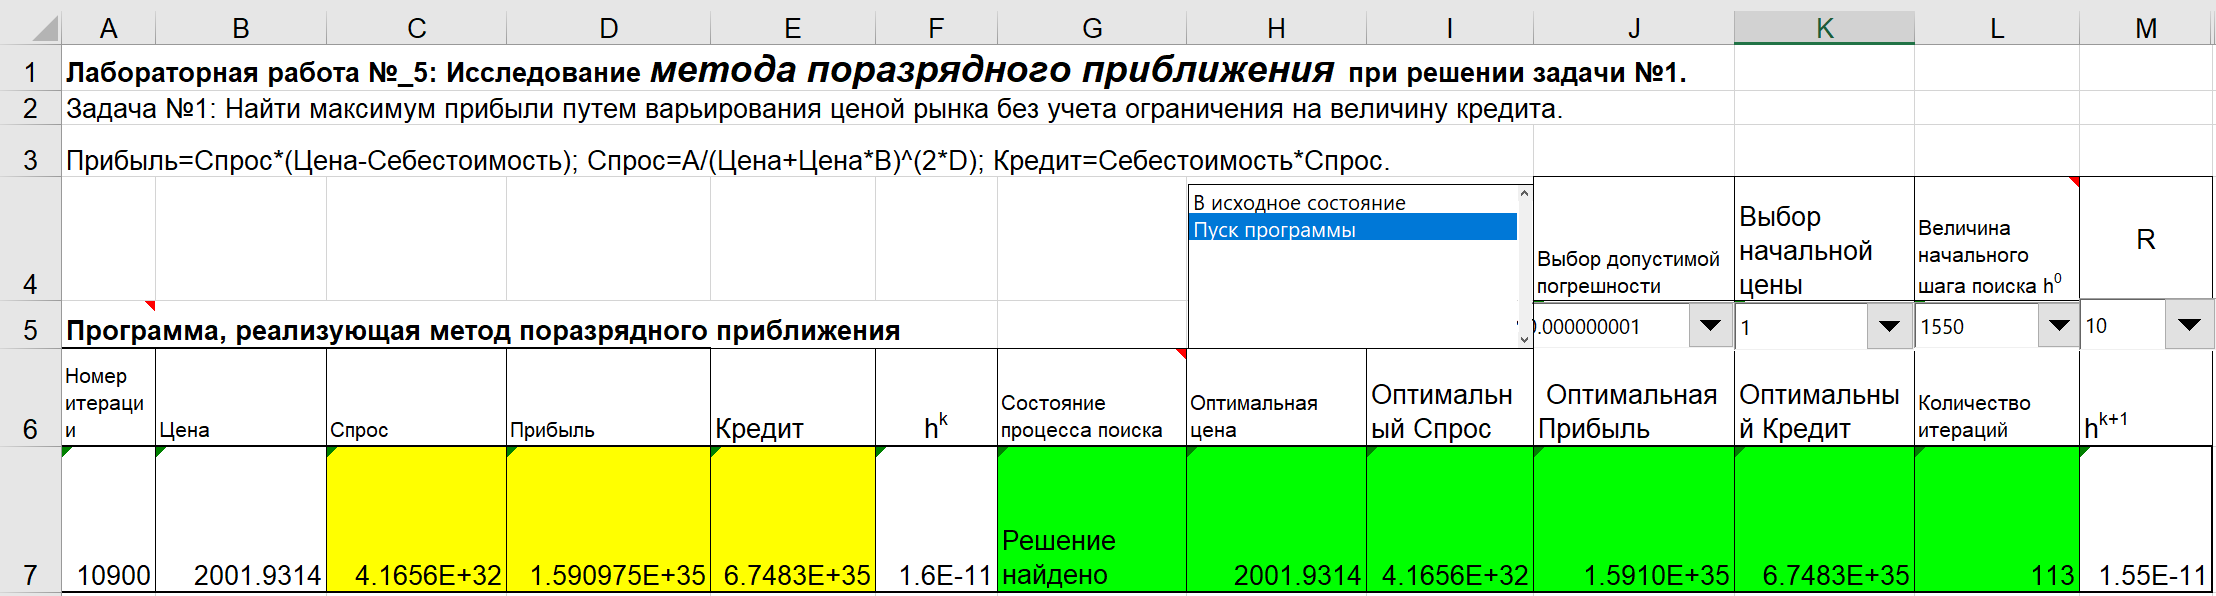 A B C D E F G H I J K L M
1 Лабораторная работа №_5: Исследование метода поразрядного приближения при решении задачи №1.
2 Задача №1: Найти максимум прибыли путем варьирования ценой рынка без учета ограничения на величину кредита.
3 Прибыль=Спрос*(Цена-Себестоимость); Спрос=А/(Цена+Цена*В)^(2*D); Кредит=Себестоимость*Спрос.
4
В исходное состояние
Пуск программы
Выбор допустимой
погрешности
Выбор
начальной
цены
Величина
начального
шага поиска h⁰
R
5 Программа, реализующая метод поразрядного приближения
0.000000001 1 1550 10
6
Номер
итераци
и
Цена
Спрос
Прибыль
Кредит
hᵏ
Состояние
процесса поиска
Оптимальная
цена
Оптимальн
ый Спрос
Оптимальная
Прибыль
Оптимальны
й Кредит
Количество
итераций
hᵏ⁺¹
7 10900 2001.9314 4.1656E+32 1.590975E+35 6.7483E+35 1.6E-11
Решение
найдено
2001.9314 4.1656E+32 1.5910E+35 6.7483E+35 113 1.55E-11